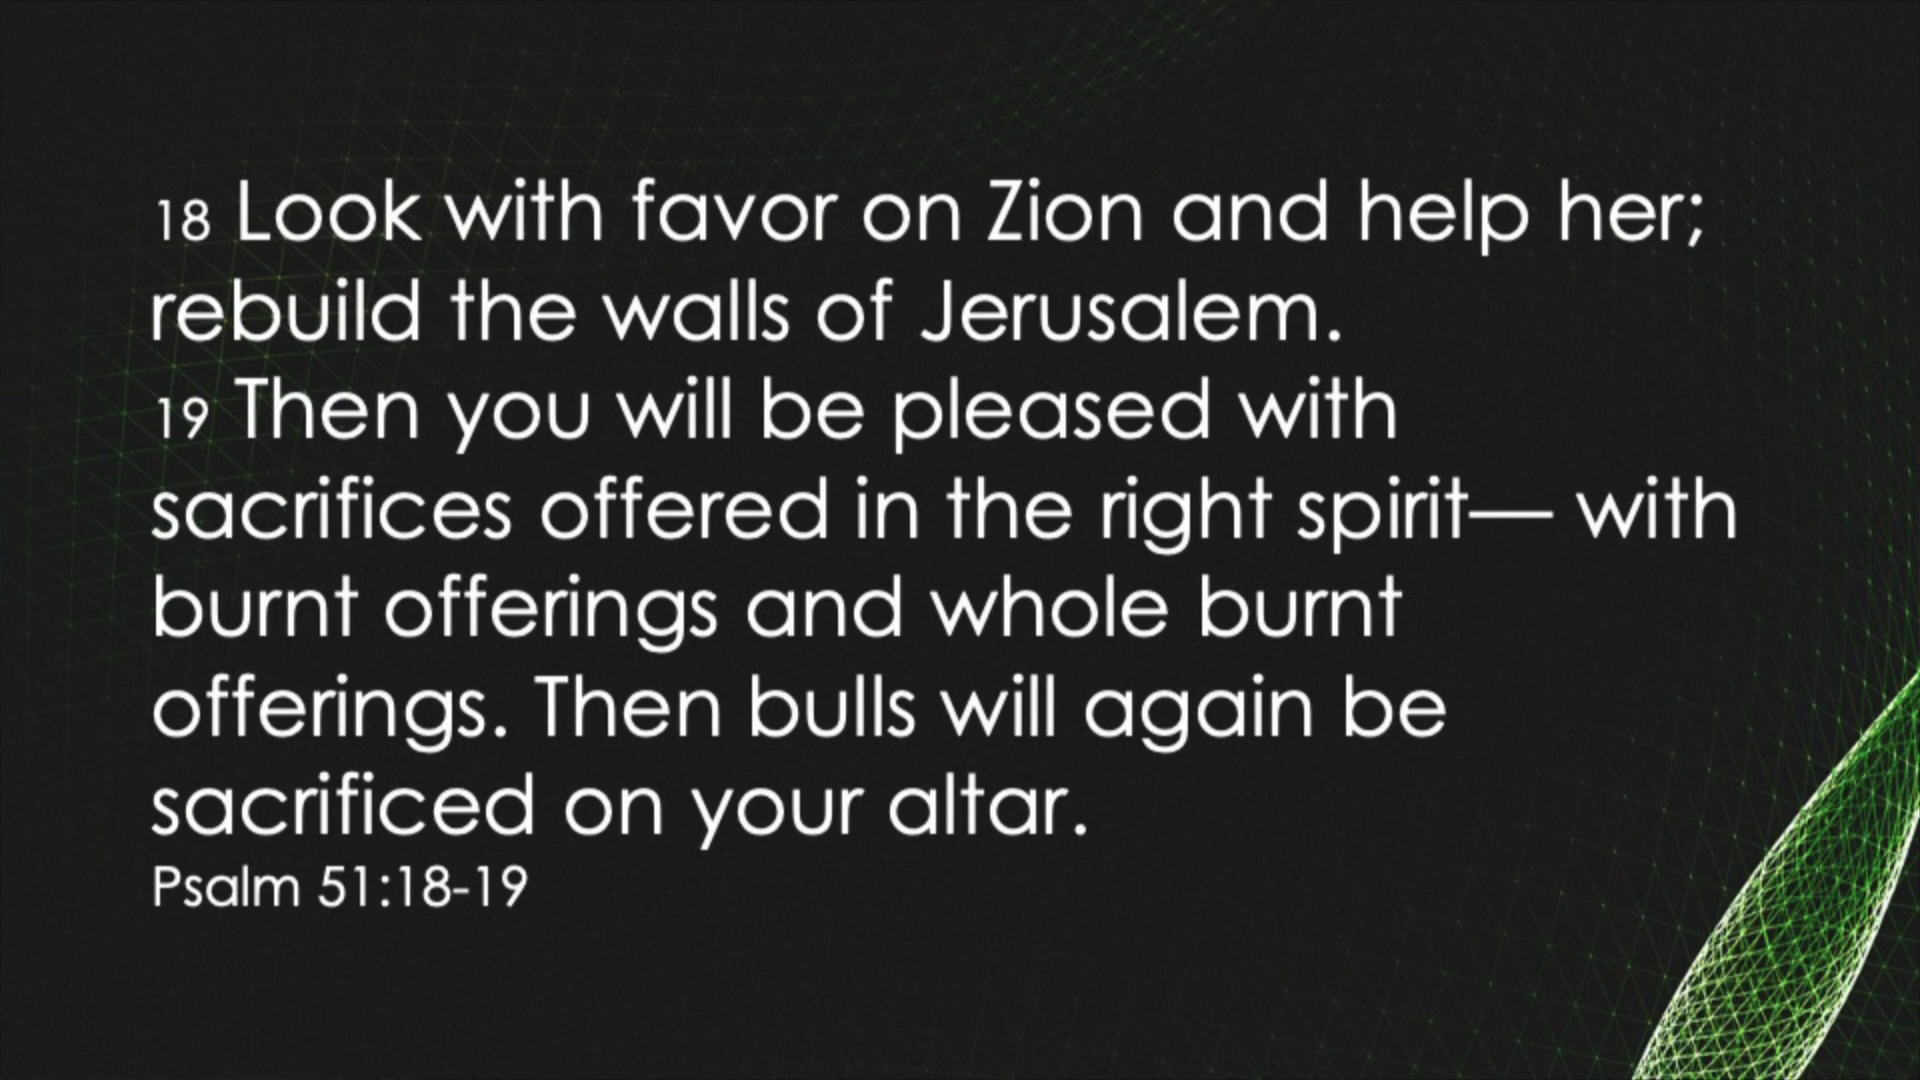 18 Look with favor on Zion and help her;
rebuild the walls of Jerusalem.
19 Then you will be pleased with
sacrifices offered in the right spirit— with
burnt offerings and whole burnt
offerings. Then bulls will again be
sacrificed on your altar.
Psalm 51:18-19